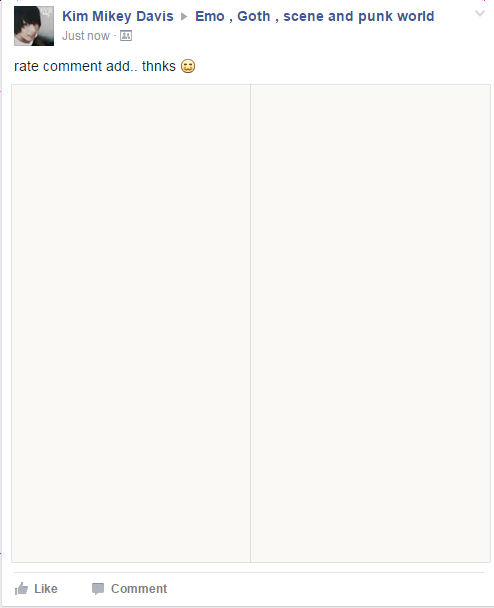 Kim Mikey Davis Emo , Goth , scene and punk world
Just now ·
rate comment add.. thnks
Like Comment